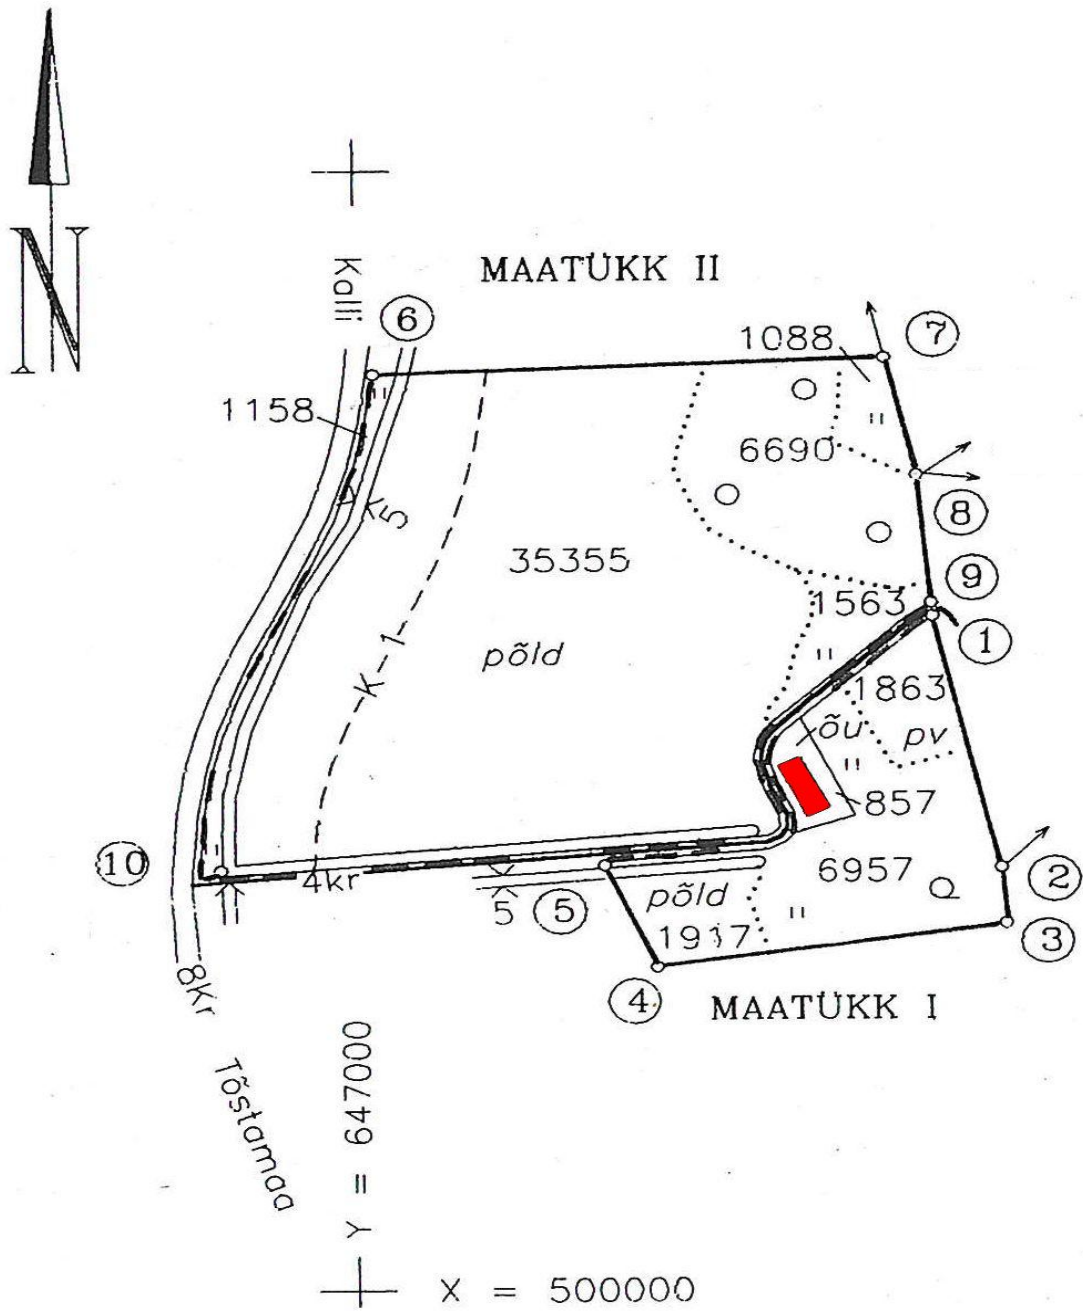 N
MAATÜKK II
Kalli
6
7
1088
1158
6690
5
8
35355
9
1563
1
K-1
põld
1863
õu
pv
857
10
4kr
6957
2
5
5
põld
1917
3
4
MAATÜKK I
8Kr
Tõstamaa
Y = 647000
X = 500000